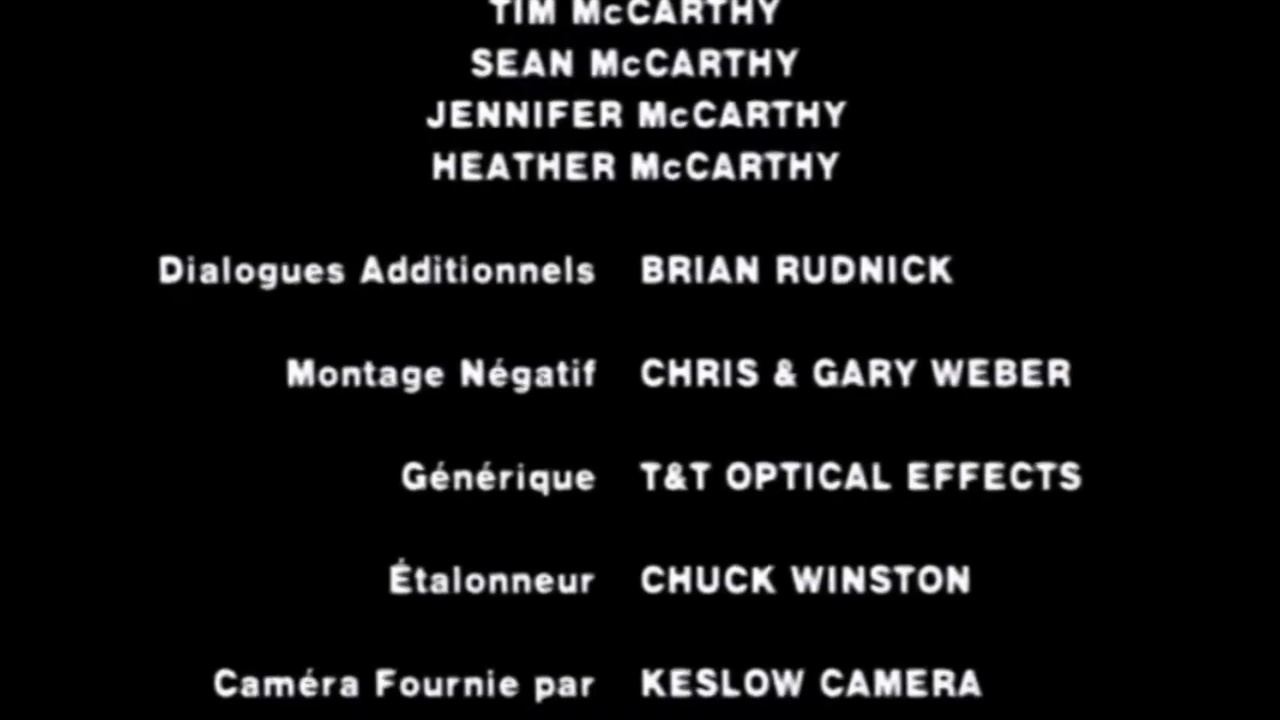 TIM McCARTHY
SEAN McCARTHY
JENNIFER McCARTHY
HEATHER McCARTHY
Dialogues Additionnels BRIAN RUDNICK
Montage Négatif CHRIS & GARY WEBER
Générique T&T OPTICAL EFFECTS
Étalonneur CHUCK WINSTON
Caméra Fournie par KESLOW CAMERA